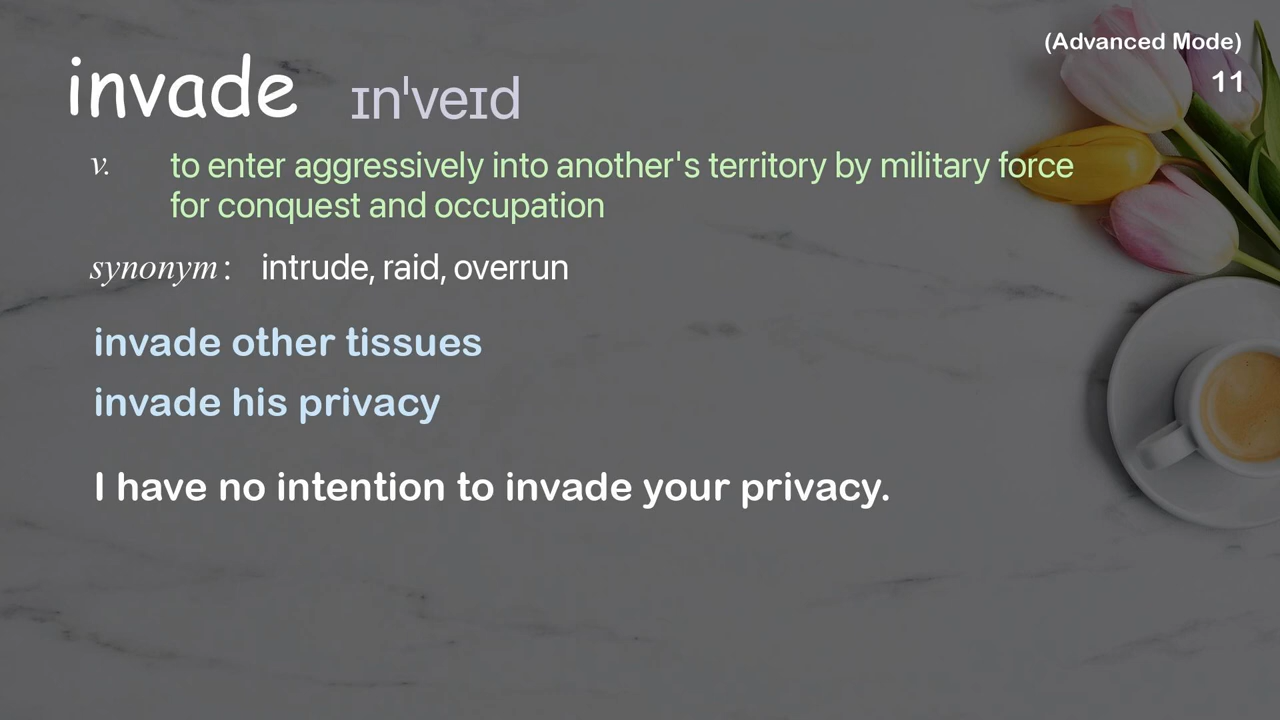 (Advanced Mode)
11
invade ɪnˈveɪd
v. to enter aggressively into another's territory by military force
for conquest and occupation
synonym: intrude, raid, overrun
invade other tissues
invade his privacy
I have no intention to invade your privacy.